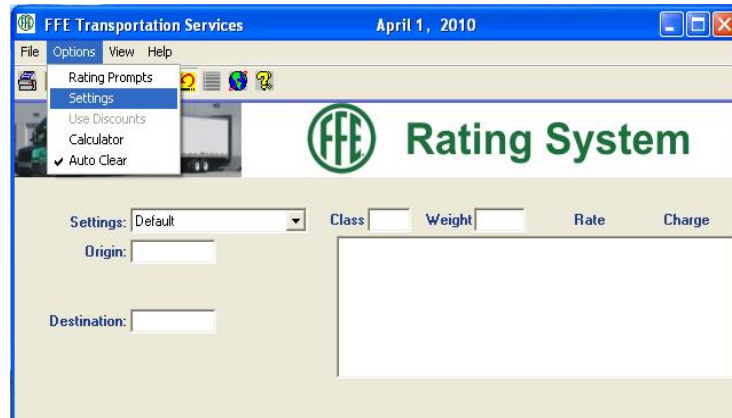 FFE Transportation Services April 1, 2010
File Options View Help
Rating Prompts
Settings
Use Discounts
Calculator
Auto Clear
FFE Rating System
Settings: Default Class Weight Rate Charge
Origin:
Destination: